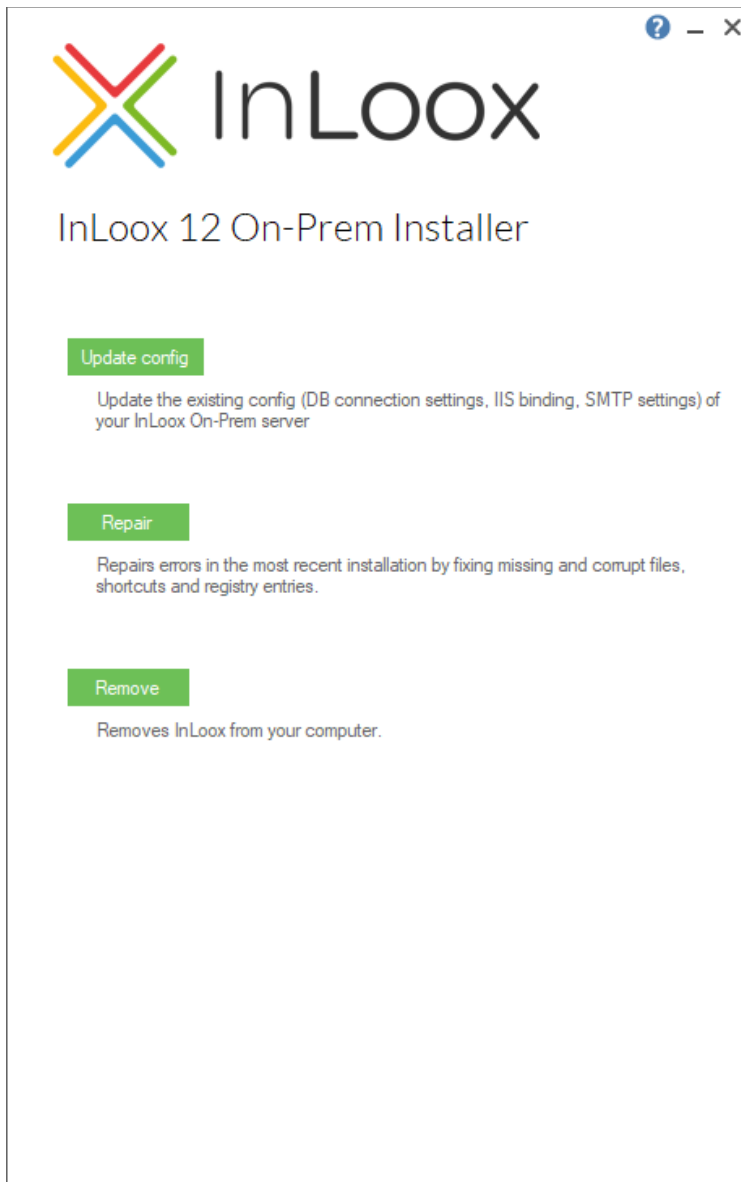 InLoox
InLoox 12 On-Prem Installer
Update config
Update the existing config (DB connection settings, IIS binding, SMTP settings) of
your InLoox On-Prem server
Repair
Repairs errors in the most recent installation by fixing missing and corrupt files,
shortcuts and registry entries.
Remove
Removes InLoox from your computer.